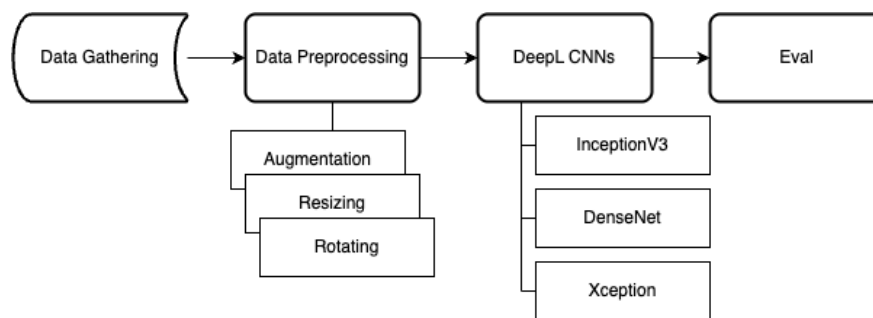 Data Gathering
Data Preprocessing
DeepL CNNs
Eval
Augmentation
Resizing
Rotating
InceptionV3
DenseNet
Xception